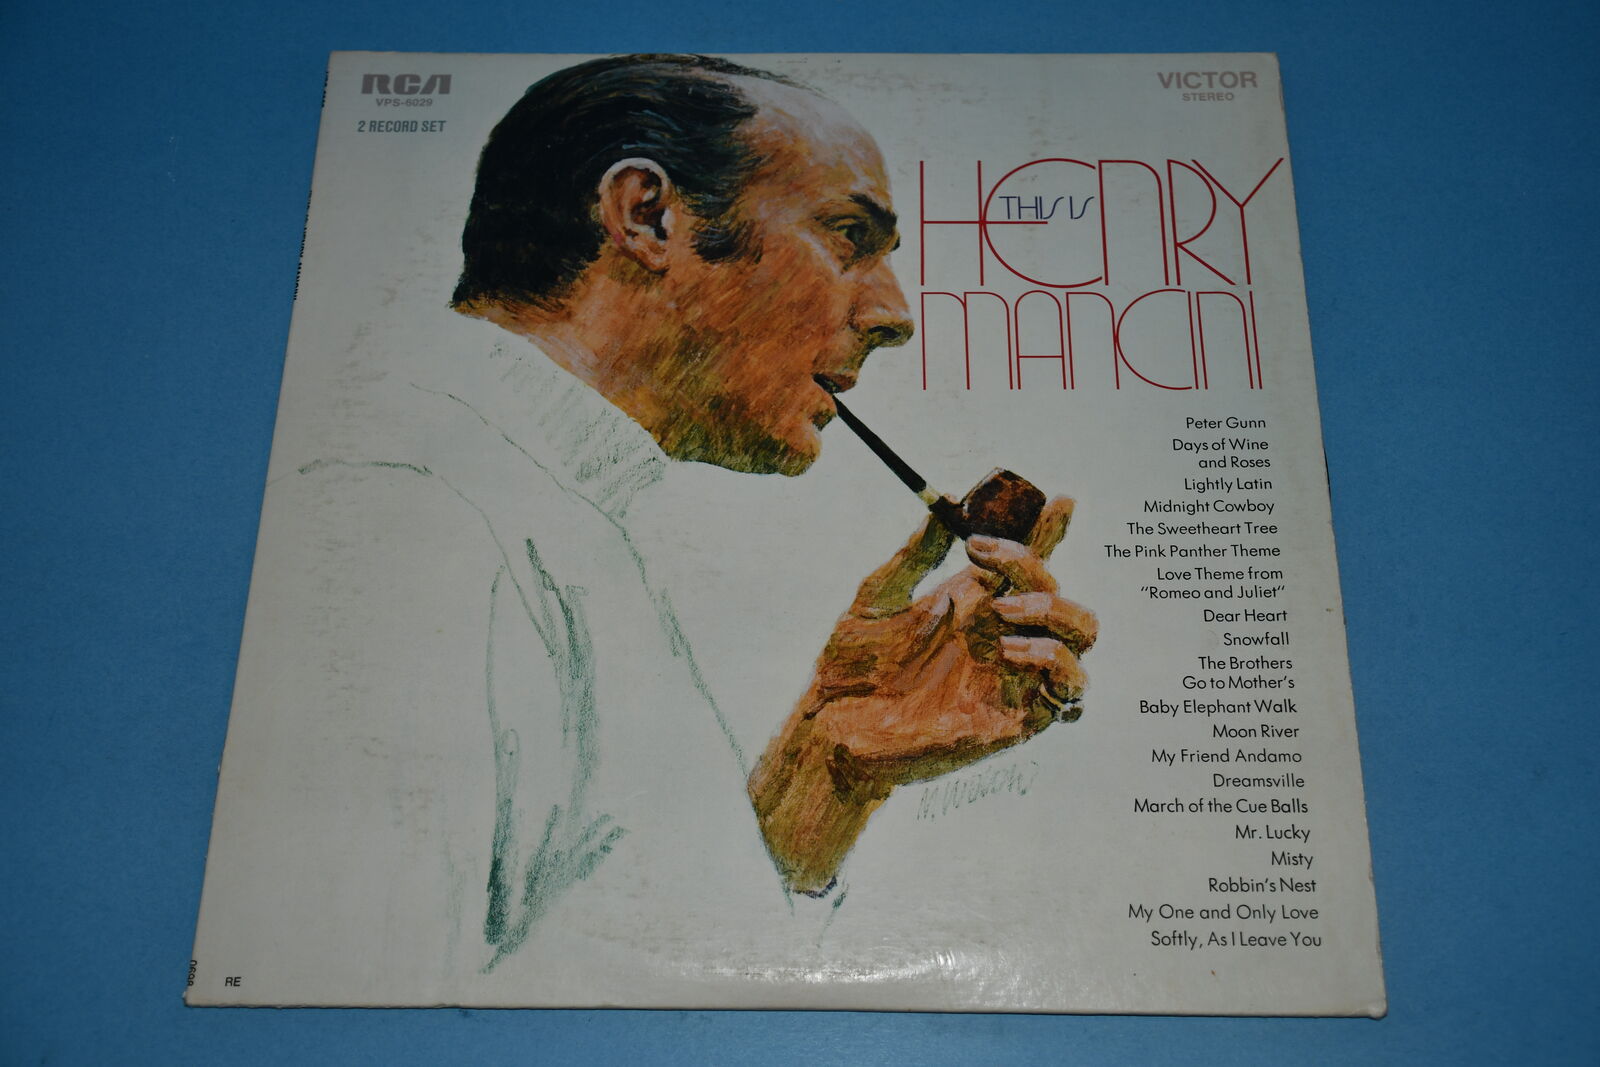 RCA
VPS-6029
2 RECORD SET
VICTOR
STEREO
THIS IS
HENRY
MANCINI
Peter Gunn
Days of Wine
and Roses
Lightly Latin
Midnight Cowboy
The Sweetheart Tree
The Pink Panther Theme
Love Theme from
"Romeo and Juliet"
Dear Heart
Snowfall
The Brothers
Go to Mother's
Baby Elephant Walk
Moon River
My Friend Andamo
Dreamsville
March of the Cue Balls
Mr. Lucky
Misty
Robbin's Nest
My One and Only Love
Softly, As I Leave You
RE